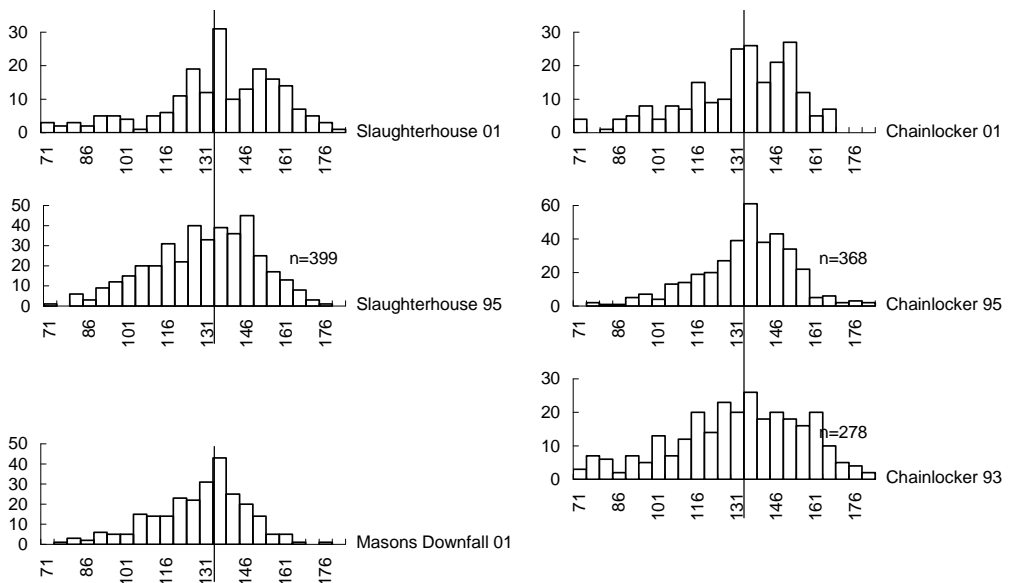 30
20
10
0
71 86 101 116 131 146 161 176
Slaughterhouse 01
30
20
10
0
71 86 101 116 131 146 161 176
Chainlocker 01
50
40
30
20
10
0
71 86 101 116 131 146 161 176
n=399
Slaughterhouse 95
60
40
20
0
71 86 101 116 131 146 161 176
n=368
Chainlocker 95
30
20
10
0
71 86 101 116 131 146 161 176
n=278
Chainlocker 93
50
40
30
20
10
0
71 86 101 116 131 146 161 176
Masons Downfall 01